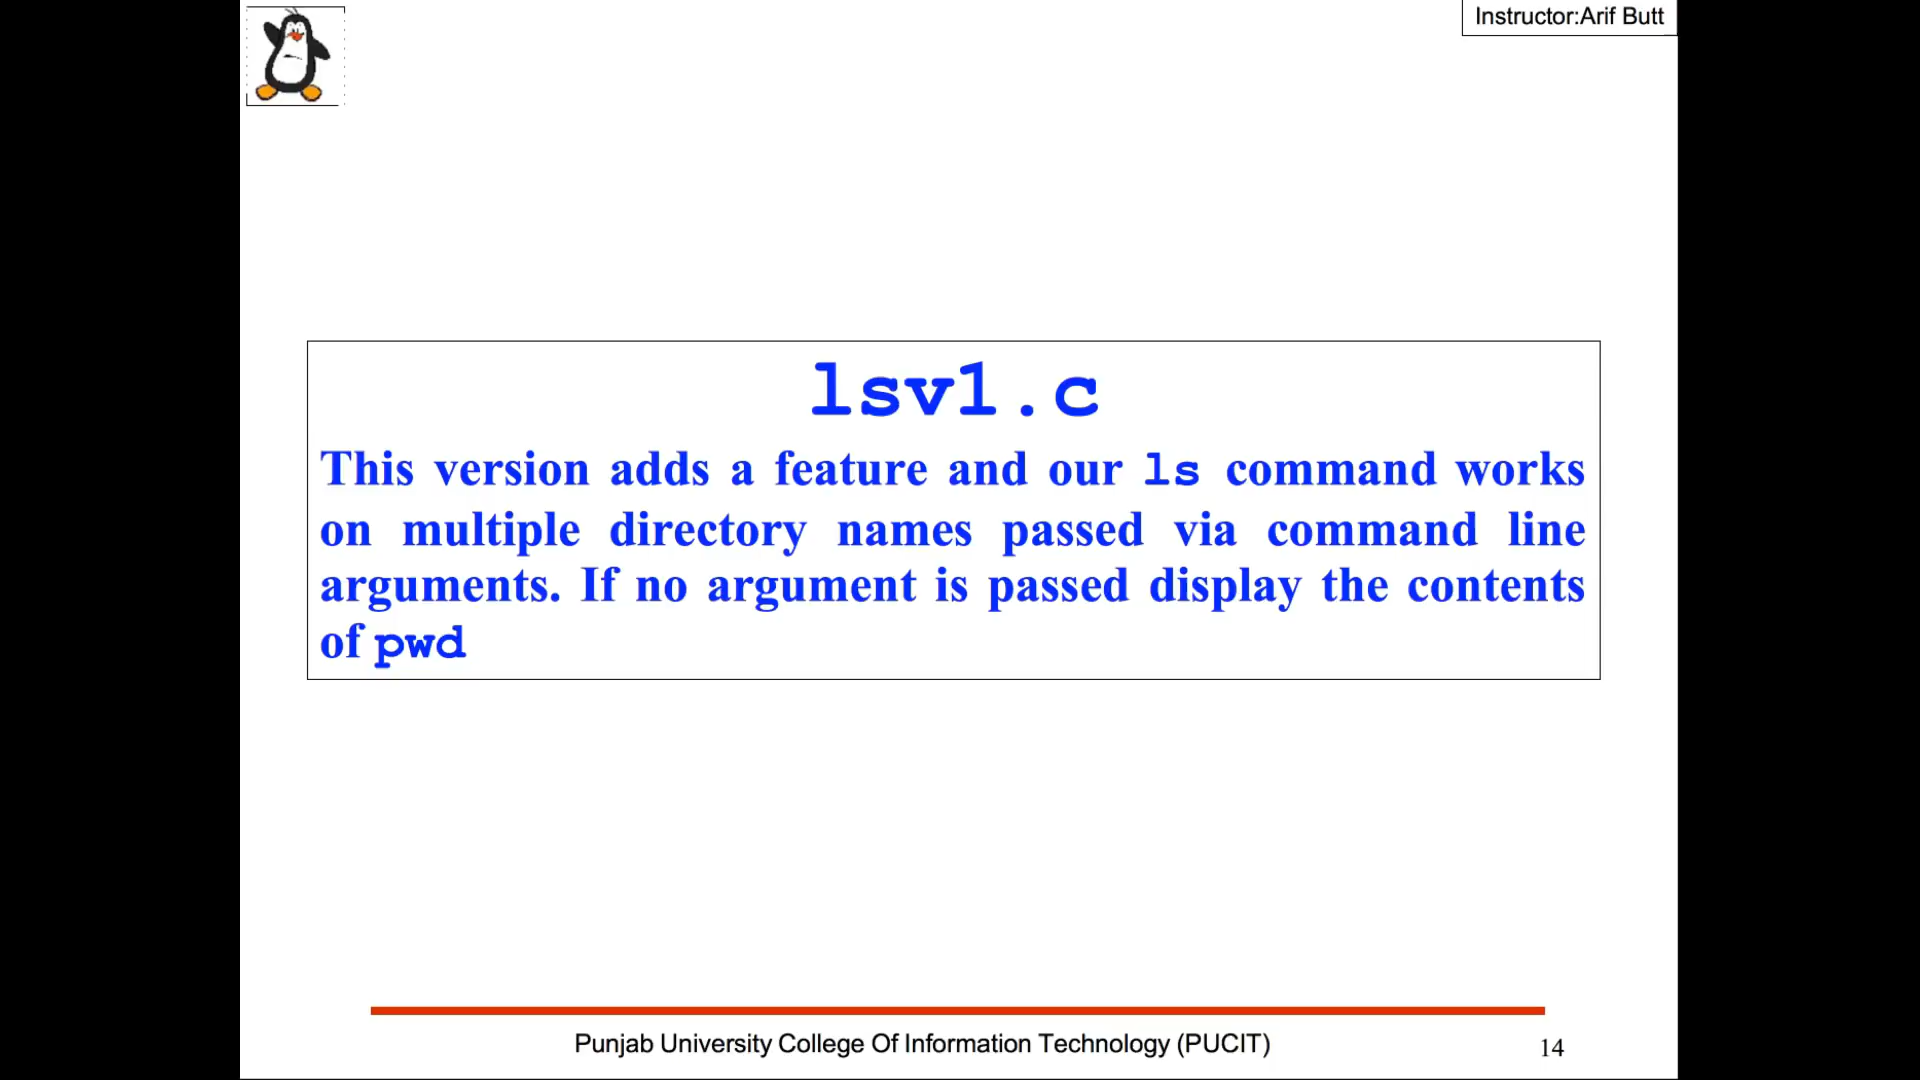 Instructor:Arif Butt
lsv1.c
This version adds a feature and our ls command works
on multiple directory names passed via command line
arguments. If no argument is passed display the contents
of pwd
Punjab University College Of Information Technology (PUCIT)
14